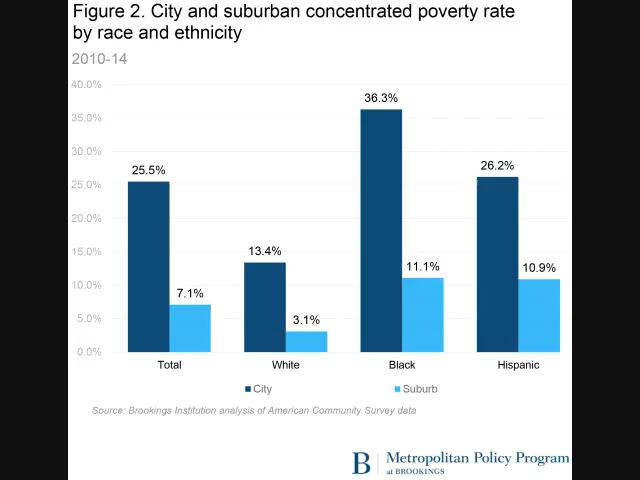 Figure 2. City and suburban concentrated poverty rate
by race and ethnicity
2010-14
40.0%
35.0%
30.0%
25.0%
20.0%
15.0%
10.0%
5.0%
0.0%
25.5%
7.1%
13.4%
3.1%
36.3%
11.1%
26.2%
10.9%
Total White Black Hispanic
City Suburb
Source: Brookings Institution analysis of American Community Survey data
B Metropolitan Policy Program
at BROOKINGS